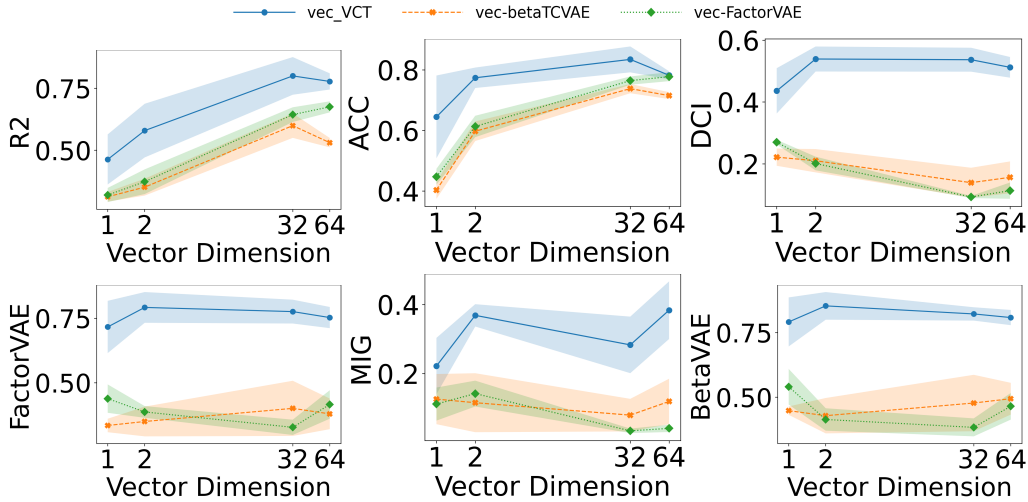 vec_VCT vec-betaTCVAE vec-FactorVAE
R2 0.75 0.50 1 2 32 64 Vector Dimension
ACC 0.8 0.6 0.4 1 2 32 64 Vector Dimension
DCI 0.6 0.4 0.2 1 2 32 64 Vector Dimension
FactorVAE 0.75 0.50 1 2 32 64 Vector Dimension
MIG 0.4 0.2 1 2 32 64 Vector Dimension
BetaVAE 0.75 0.50 1 2 32 64 Vector Dimension